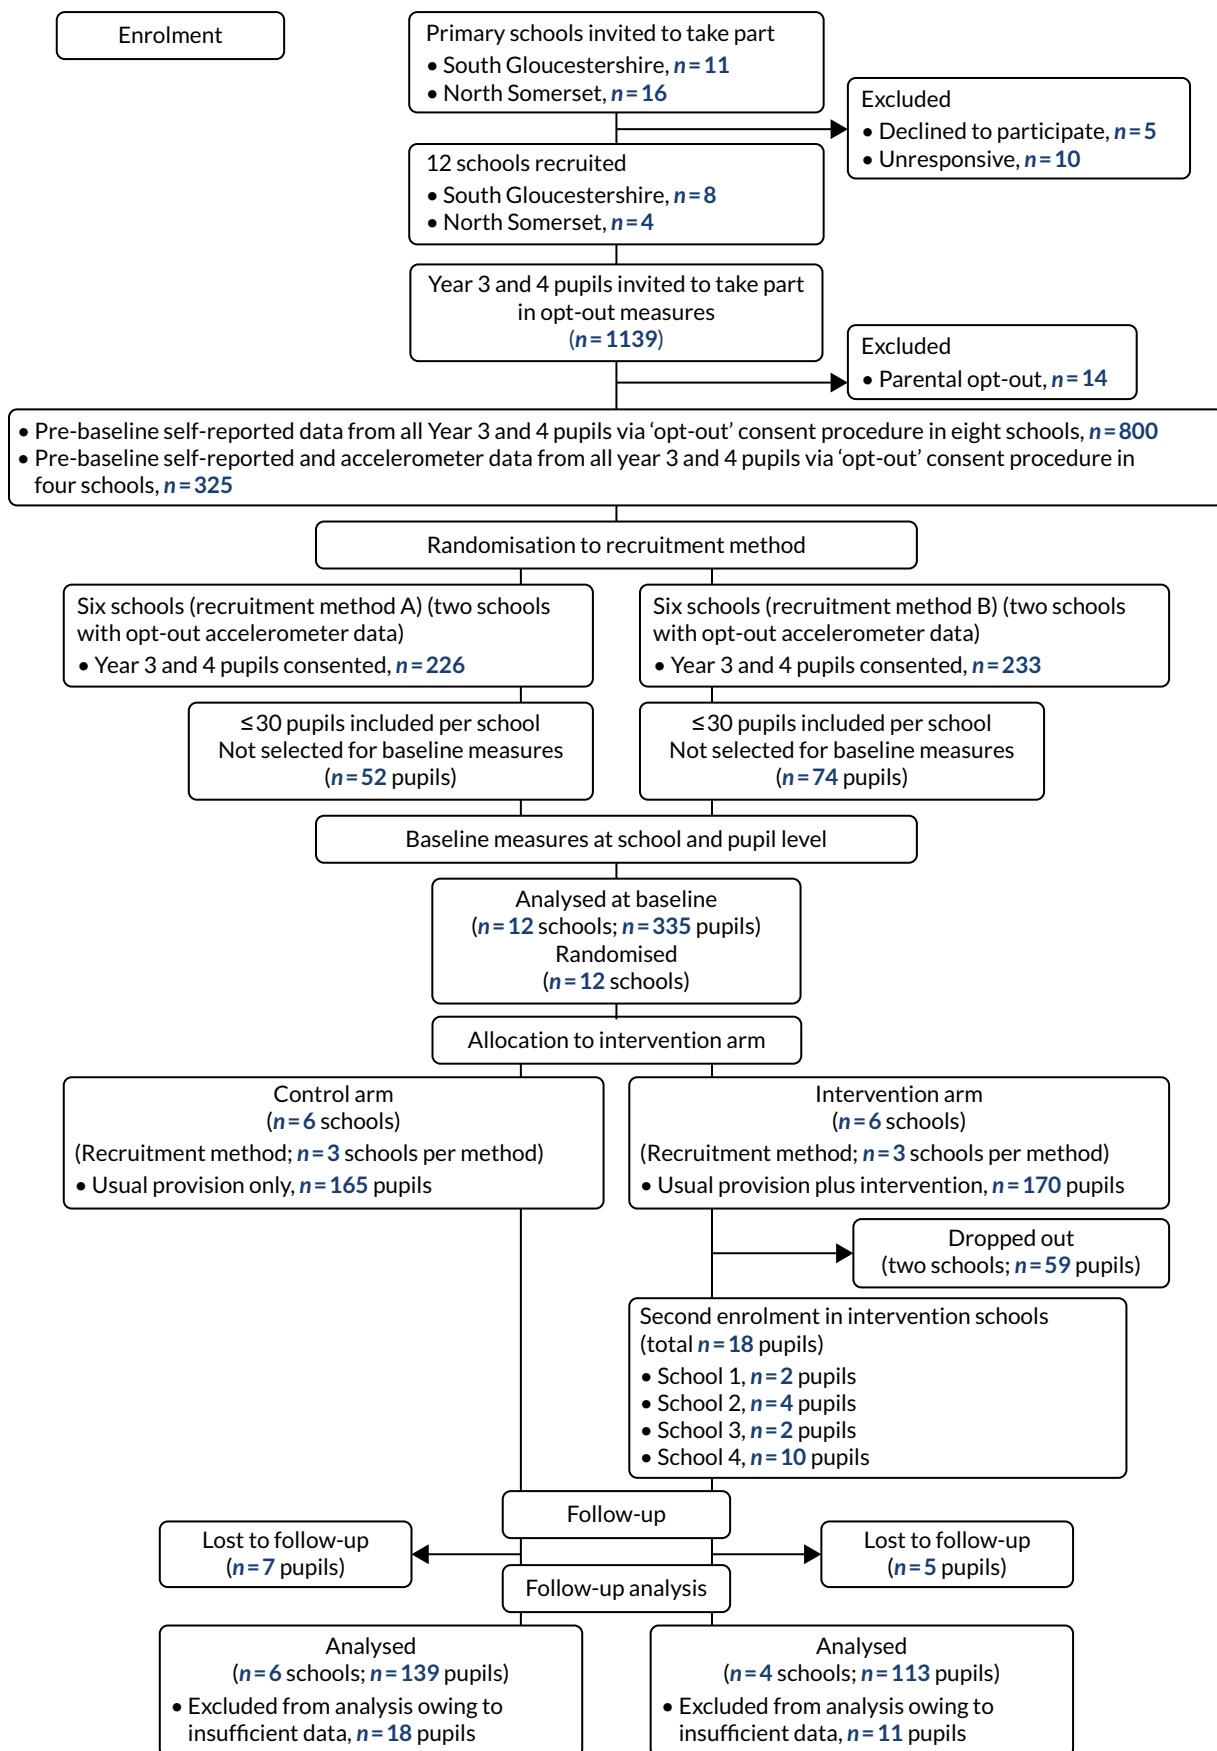 Enrolment
Primary schools invited to take part
• South Gloucestershire, n=11
• North Somerset, n=16
Excluded
• Declined to participate, n=5
• Unresponsive, n=10
12 schools recruited
• South Gloucestershire, n=8
• North Somerset, n=4
Year 3 and 4 pupils invited to take part
in opt-out measures
(n=1139)
Excluded
• Parental opt-out, n=14
• Pre-baseline self-reported data from all Year 3 and 4 pupils via ‘opt-out’ consent procedure in eight schools, n=800
• Pre-baseline self-reported and accelerometer data from all year 3 and 4 pupils via ‘opt-out’ consent procedure in
four schools, n=325
Randomisation to recruitment method
Six schools (recruitment method A) (two schools
with opt-out accelerometer data)
• Year 3 and 4 pupils consented, n=226
Six schools (recruitment method B) (two schools
with opt-out accelerometer data)
• Year 3 and 4 pupils consented, n=233
≤30 pupils included per school
Not selected for baseline measures
(n=52 pupils)
≤30 pupils included per school
Not selected for baseline measures
(n=74 pupils)
Baseline measures at school and pupil level
Analysed at baseline
(n=12 schools; n=335 pupils)
Randomised
(n=12 schools)
Allocation to intervention arm
Control arm
(n=6 schools)
(Recruitment method; n=3 schools per method)
• Usual provision only, n=165 pupils
Intervention arm
(n=6 schools)
(Recruitment method; n=3 schools per method)
• Usual provision plus intervention, n=170 pupils
Dropped out
(two schools; n=59 pupils)
Second enrolment in intervention schools
(total n=18 pupils)
• School 1, n=2 pupils
• School 2, n=4 pupils
• School 3, n=2 pupils
• School 4, n=10 pupils
Follow-up
Lost to follow-up
(n=7 pupils)
Lost to follow-up
(n=5 pupils)
Follow-up analysis
Analysed
(n=6 schools; n=139 pupils)
• Excluded from analysis owing to
insufficient data, n=18 pupils
Analysed
(n=4 schools; n=113 pupils)
• Excluded from analysis owing to
insufficient data, n=11 pupils